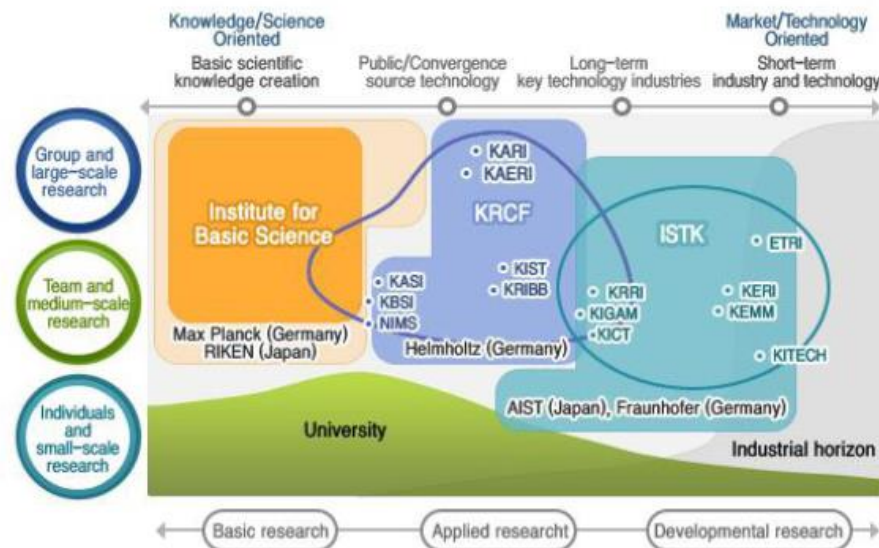 Knowledge/Science
Oriented
Market/Technology
Oriented
Basic scientific
knowledge creation
Public/Convergence
source technology
Long-term
key technology industries
Short-term
industry and technology
Group and
large-scale
research
Institute for
Basic Science
KARI
KAERI
KRCF
ISTK
ETRI
Team and
medium-scale
research
KASI
KBSI
NIMS
KIST
KRIBB
KRRI
KIGAM
KICT
KERI
KEMM
KITECH
Max Planck (Germany)
RIKEN (Japan)
Helmholtz (Germany)
Individuals
and
small-scale
research
AIST (Japan), Fraunhofer (Germany)
University
Industrial horizon
Basic research
Applied researcht
Developmental research